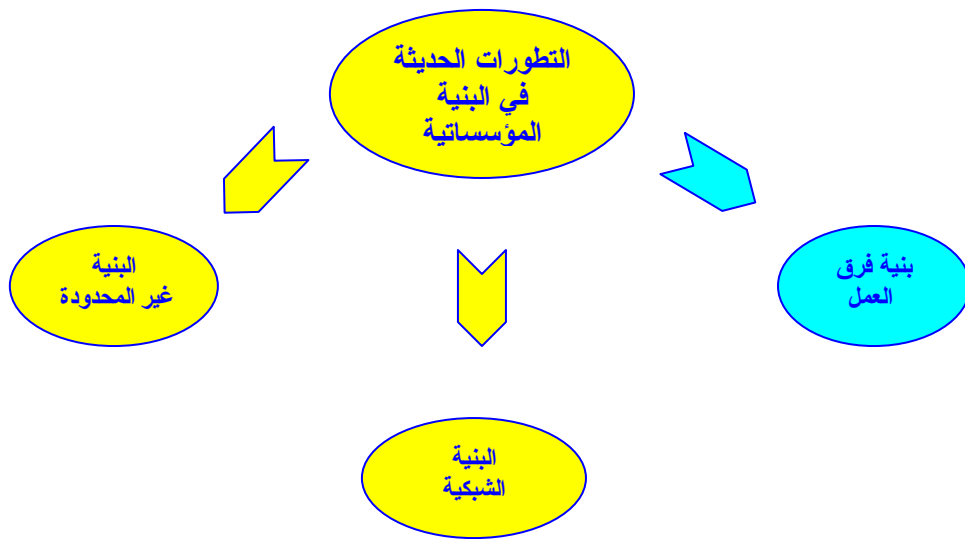 التطورات الحديثة
في البنية
المؤسساتية
بنية فرق
العمل
البنية
غير المحدودة
البنية
الشبكية